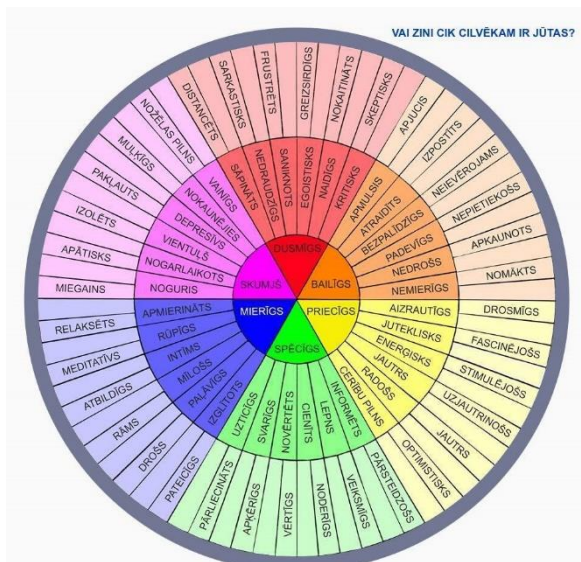 VAI ZINI CIK CILVĒKAM IR JŪTAS?
DUSMĪGS
BAILĪGS
PRIECĪGS
SPĒCĪGS
MIERĪGS
SKUMJŠ
SĀPINĀTS
NEDRAUDZĪGS
SANIKNOTS
EGOISTISKS
NAIDĪGS
KRITISKS
APMULSIS
ATRAIDĪTS
BEZPALĪDZĪGS
PADEVĪGS
NEDROŠS
NEMIERĪGS
AIZRAUTĪGS
JUTEKLISKS
ENERĢISKS
JAUTRS
RADOŠS
CERĪBU PILNS
INFORMĒTS
LEPNS
CIENĪTS
NOVĒRTĒTS
SVARĪGS
UZTICĪGS
IZGLĪTOTS
PAĻĀVĪGS
MĪLOŠS
INTĪMS
RŪPĪGS
APMIERINĀTS
NOGURIS
NOGARLAIKOTS
VIENTUĻŠ
DEPRESĪVS
NOKAUNĒJIES
VAINĪGS
DISTANCĒTS
SARKASTISKS
FRUSTRĒTS
GREIZSIRDĪGS
NOKAITINĀTS
SKEPTISKS
APJUCIS
IZPOSTĪTS
NEIEVĒROJAMS
NEPIETIEKOŠS
APKAUNOTS
NOMĀKTS
DROSMĪGS
FASCINĒJOŠS
STIMULĒJOŠS
UZJAUTRINOŠS
JAUTRS
OPTIMISTISKS
PĀRSTEIDZOŠS
VEIKSMĪGS
NODERĪGS
VĒRTĪGS
APĶĒRĪGS
PĀRLIECINĀTS
PATEICĪGS
DROŠS
RĀMS
ATBILDĪGS
MEDITATĪVS
RELAKSĒTS
MIEGAINS
APĀTISKS
IZOLĒTS
PAKĻAUTS
MUĻĶĪGS
NOŽĒLAS PILNS